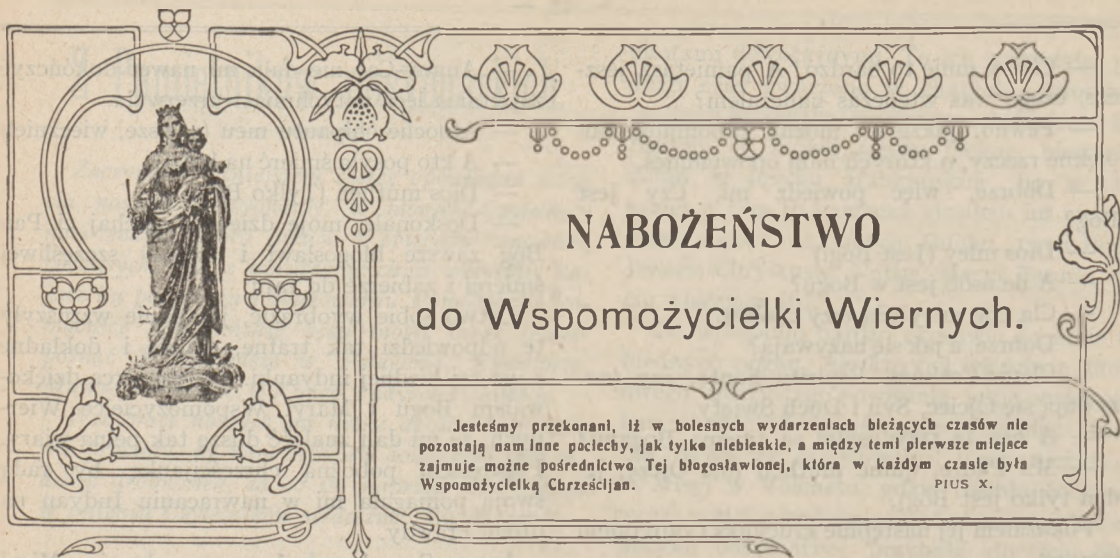 NABOŻEŃSTWO
do Wspomożycielki Wiernych.
Jesteśmy przekonani, iż w bolesnych wydarzeniach bieżących czasów nie
pozostają nam inne pociechy, jak tylko niebieskie, a między temi pierwsze miejsce
zajmuje możne pośrednictwo Tej błogosławionej, która w każdym czasie była
Wspomożycielką Chrześcijan. PIUS X.